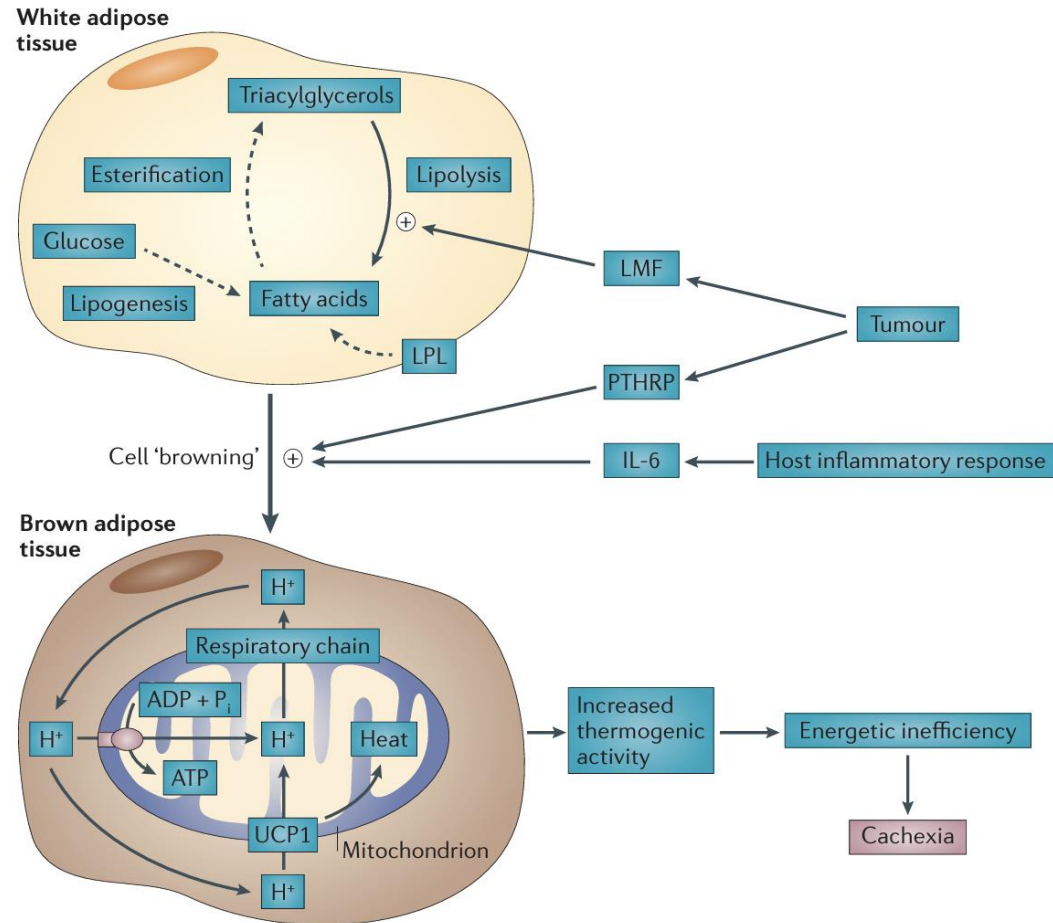 White adipose
tissue
Triacylglycerols
Esterification
Lipolysis
+
Glucose
LMF
Lipogenesis
Fatty acids
Tumour
LPL
PTHRP
Cell ‘browning’
+
IL-6
Host inflammatory response
Brown adipose
tissue
H⁺
Respiratory chain
ADP + Pᵢ
H⁺
H⁺
Heat
ATP
UCP1
Mitochondrion
H⁺
Increased
thermogenic
activity
Energetic inefficiency
Cachexia